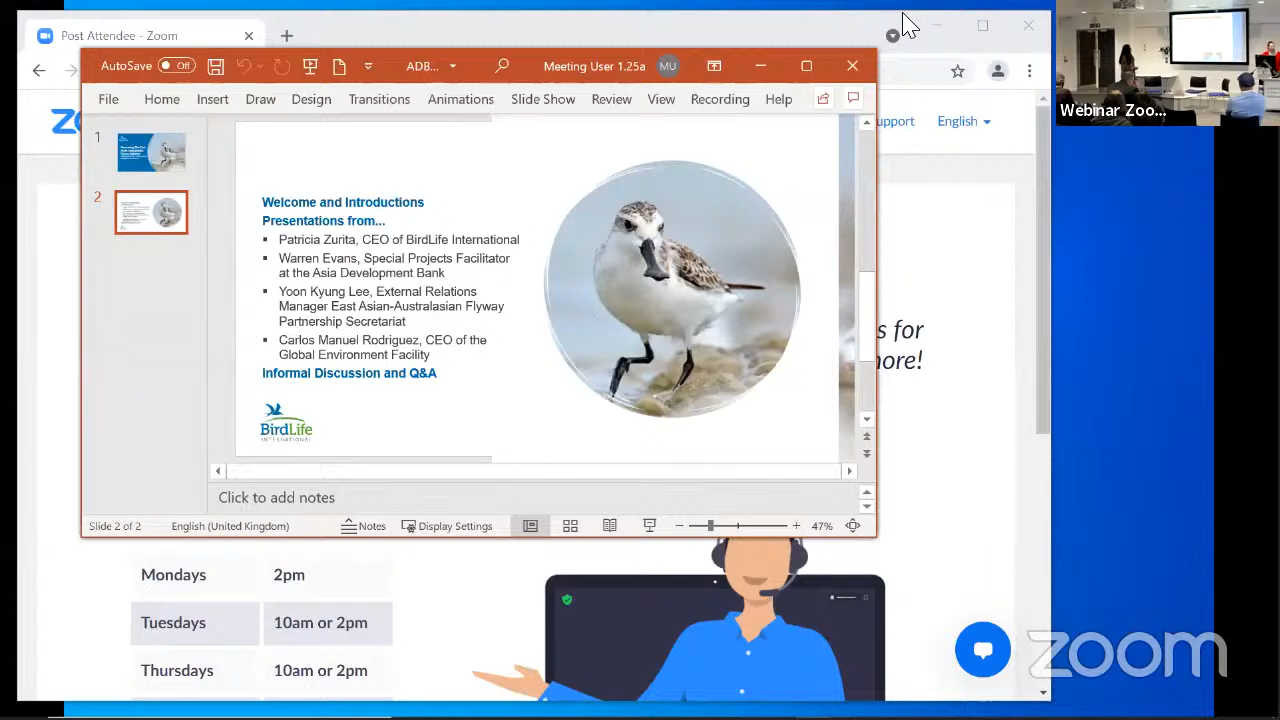 Post Attendee - Zoom
AutoSave Off
ADB...
Meeting User 1.25a
MU
File Home Insert Draw Design Transitions Animations Slide Show Review View Recording Help
zo
upport
English
1
2
Welcome and Introductions
Presentations from...
Patricia Zurita, CEO of BirdLife International
Warren Evans, Special Projects Facilitator
at the Asia Development Bank
Yoon Kyung Lee, External Relations
Manager East Asian-Australasian Flyway
Partnership Secretariat
Carlos Manuel Rodriguez, CEO of the
Global Environment Facility
Informal Discussion and Q&A
BirdLife
INTERNATIONAL
s for
ore!
Click to add notes
Slide 2 of 2 English (United Kingdom) Notes Display Settings 47%
Mondays 2pm
Tuesdays 10am or 2pm
Thursdays 10am or 2pm
Webinar Zoo...
zoom